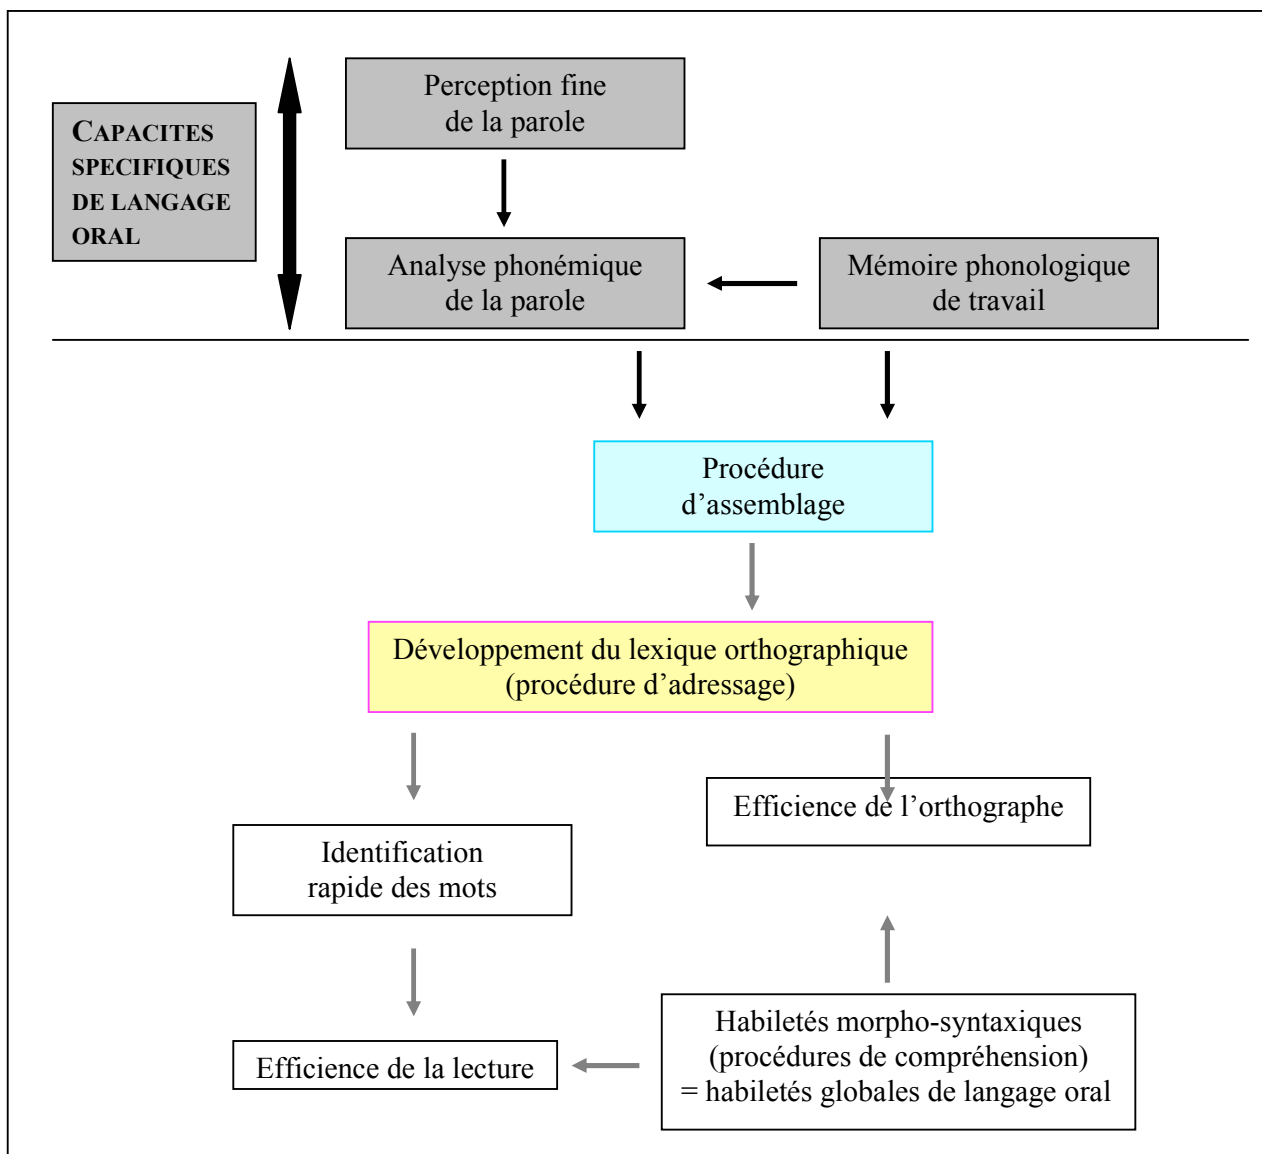 Perception fine
de la parole
CAPACITES
SPECIFIQUES
DE LANGAGE
ORAL
Analyse phonémique
de la parole
Mémoire phonologique
de travail
Procédure
d’assemblage
Développement du lexique orthographique
(procédure d’adressage)
Efficience de l’orthographe
Identification
rapide des mots
Habiletés morpho-syntaxiques
(procédures de compréhension)
= habiletés globales de langage oral
Efficience de la lecture